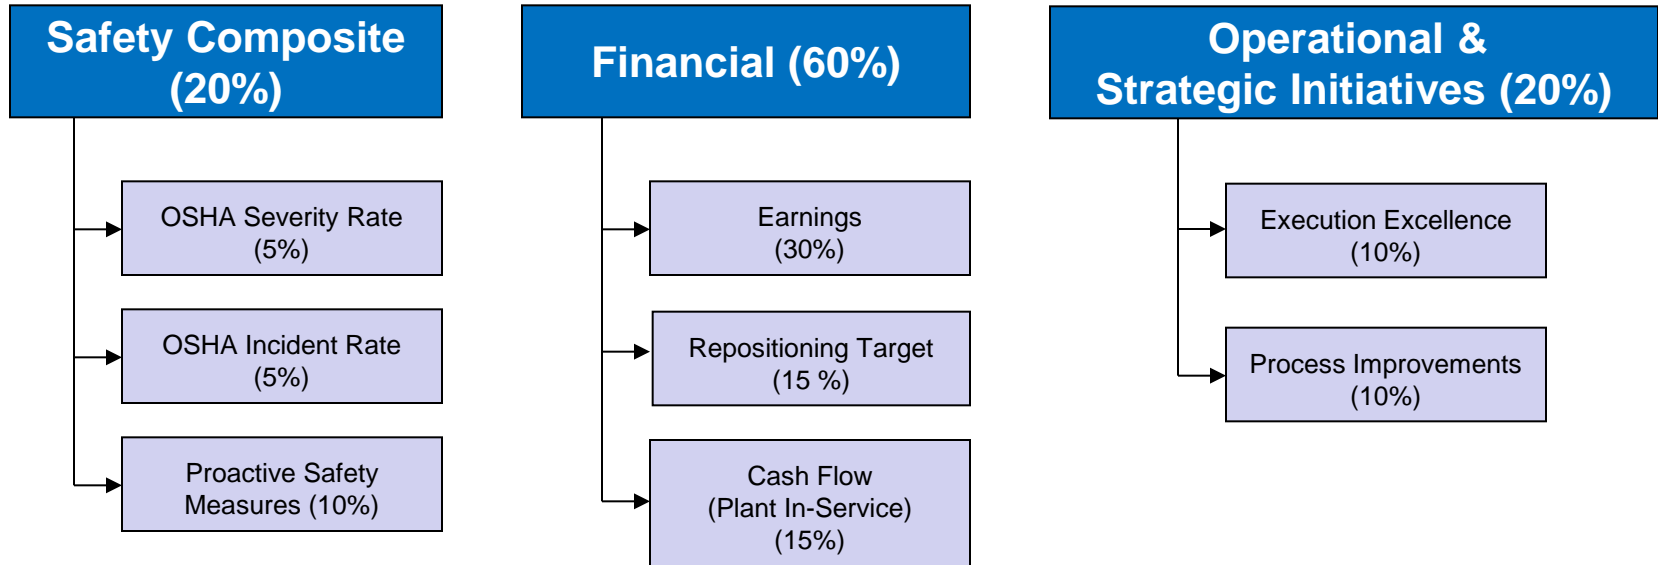 Safety Composite
(20%)
OSHA Severity Rate
(5%)
OSHA Incident Rate
(5%)
Proactive Safety
Measures (10%)
Financial (60%)
Earnings
(30%)
Repositioning Target
(15 %)
Cash Flow
(Plant In-Service)
(15%)
Operational &
Strategic Initiatives (20%)
Execution Excellence
(10%)
Process Improvements
(10%)